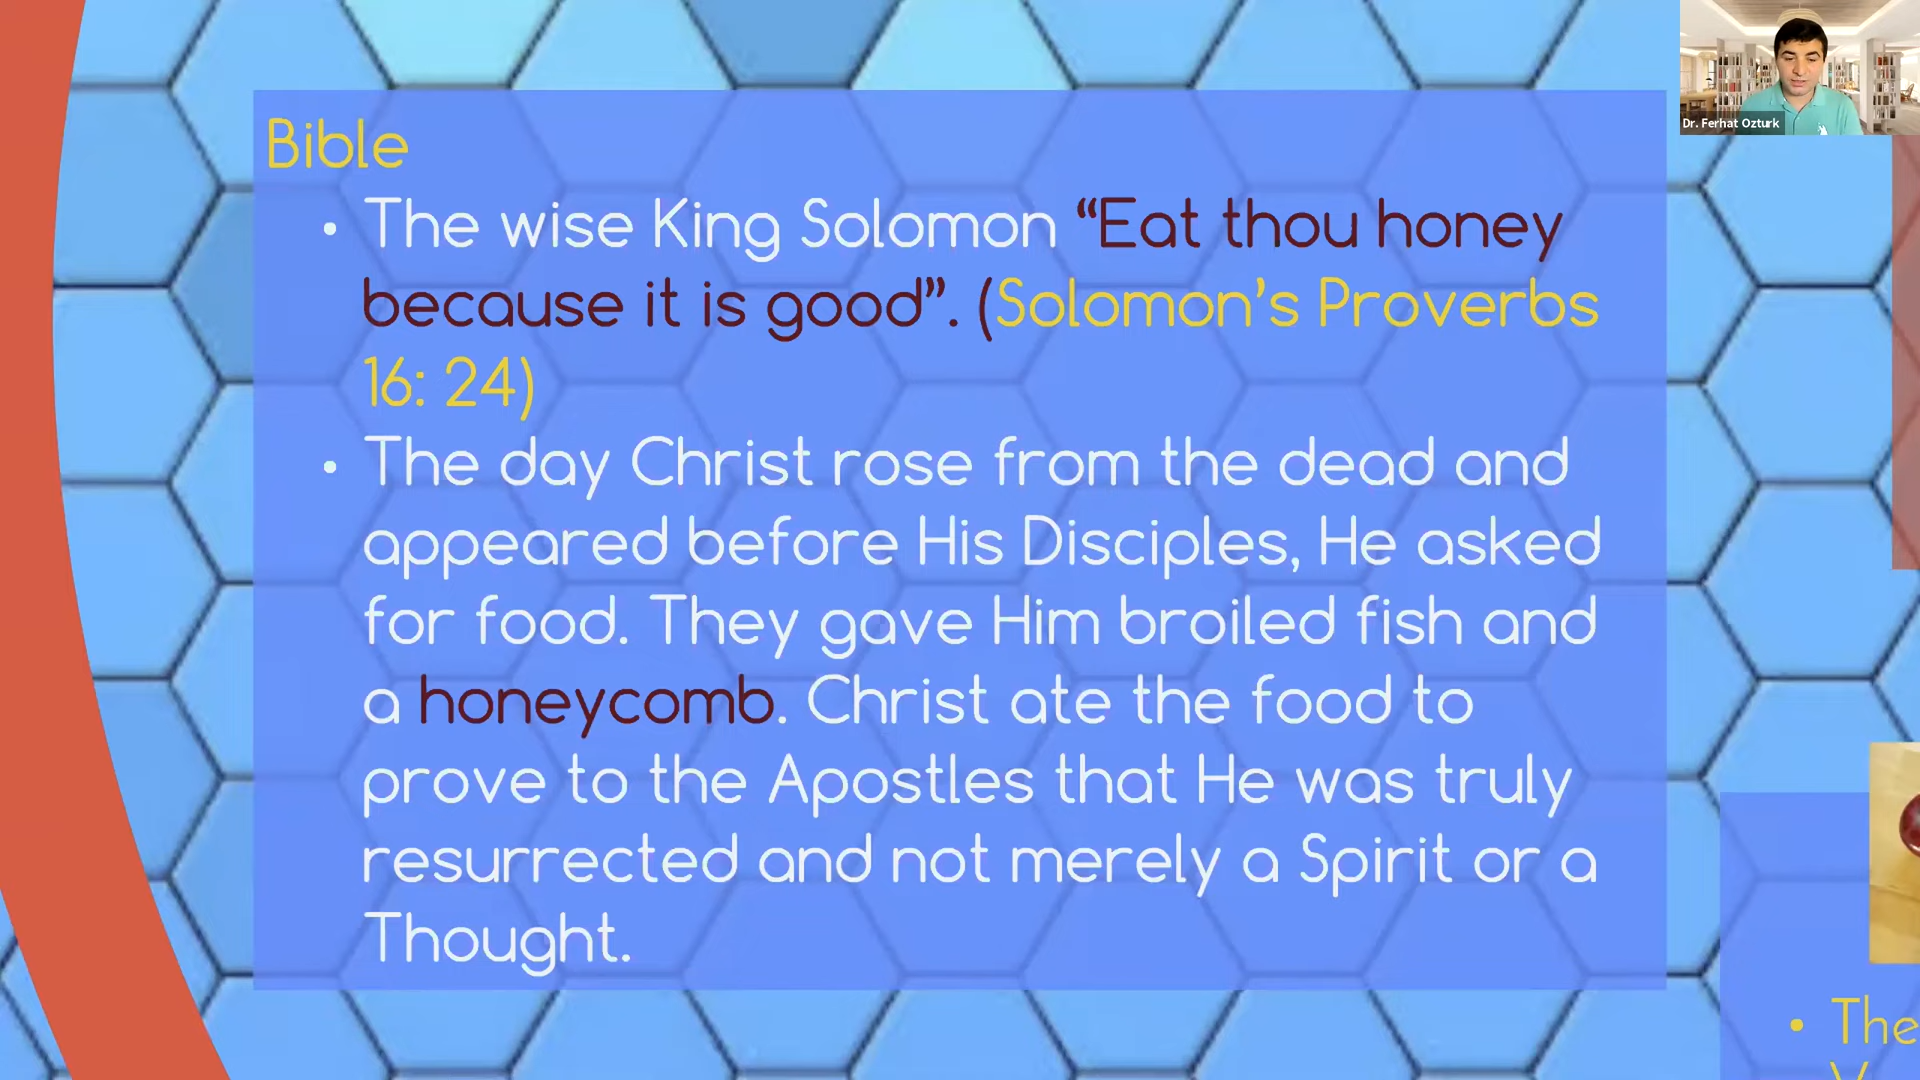 Bible
• The wise King Solomon “Eat thou honey
because it is good”. (Solomon’s Proverbs
16: 24)
• The day Christ rose from the dead and
appeared before His Disciples, He asked
for food. They gave Him broiled fish and
a honeycomb. Christ ate the food to
prove to the Apostles that He was truly
resurrected and not merely a Spirit or a
Thought.
Dr. Ferhat Ozturk
• The